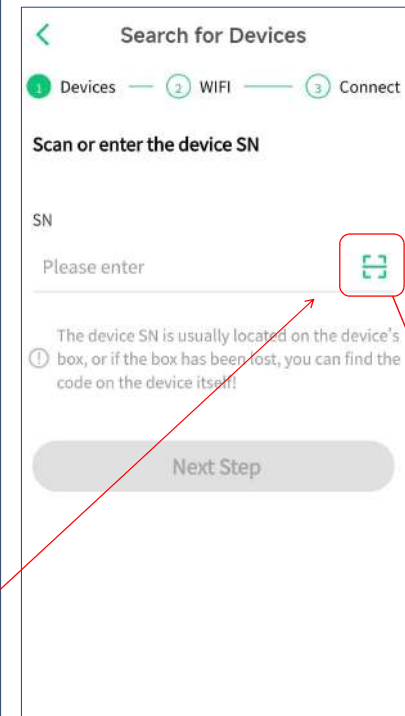 Search for Devices
1 Devices 2 WIFI 3 Connect
Scan or enter the device SN
SN
Please enter
The device SN is usually located on the device's
box, or if the box has been lost, you can find the
code on the device itself!
Next Step